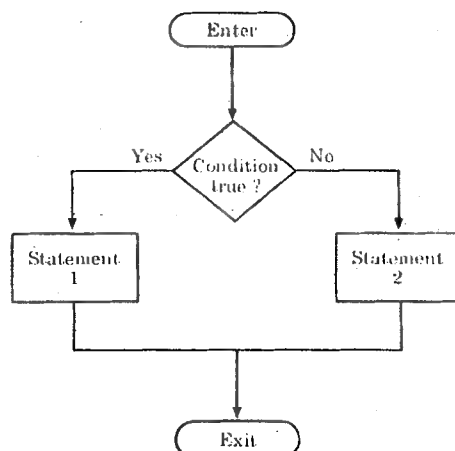 Enter
Yes
Condition
true ?
No
Statement
1
Statement
2
Exit